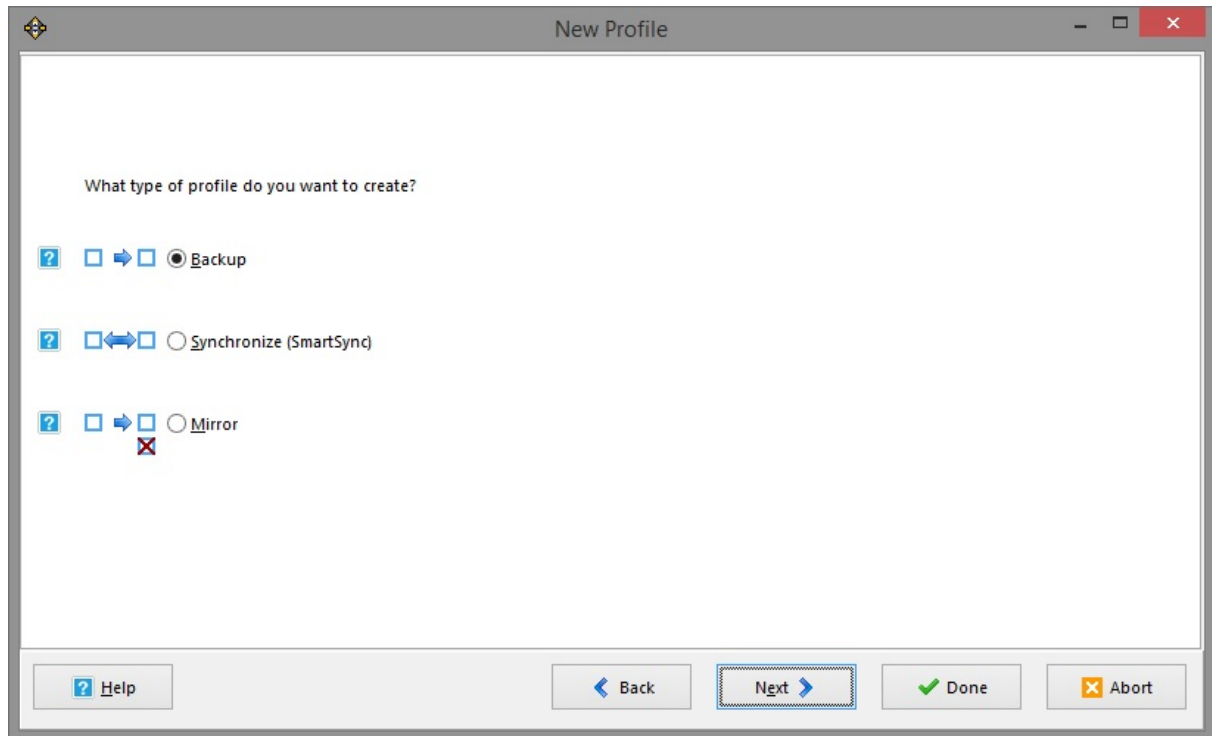 New Profile
What type of profile do you want to create?
? Backup
? Synchronize (SmartSync)
? Mirror
? Help
Back
Next
Done
Abort